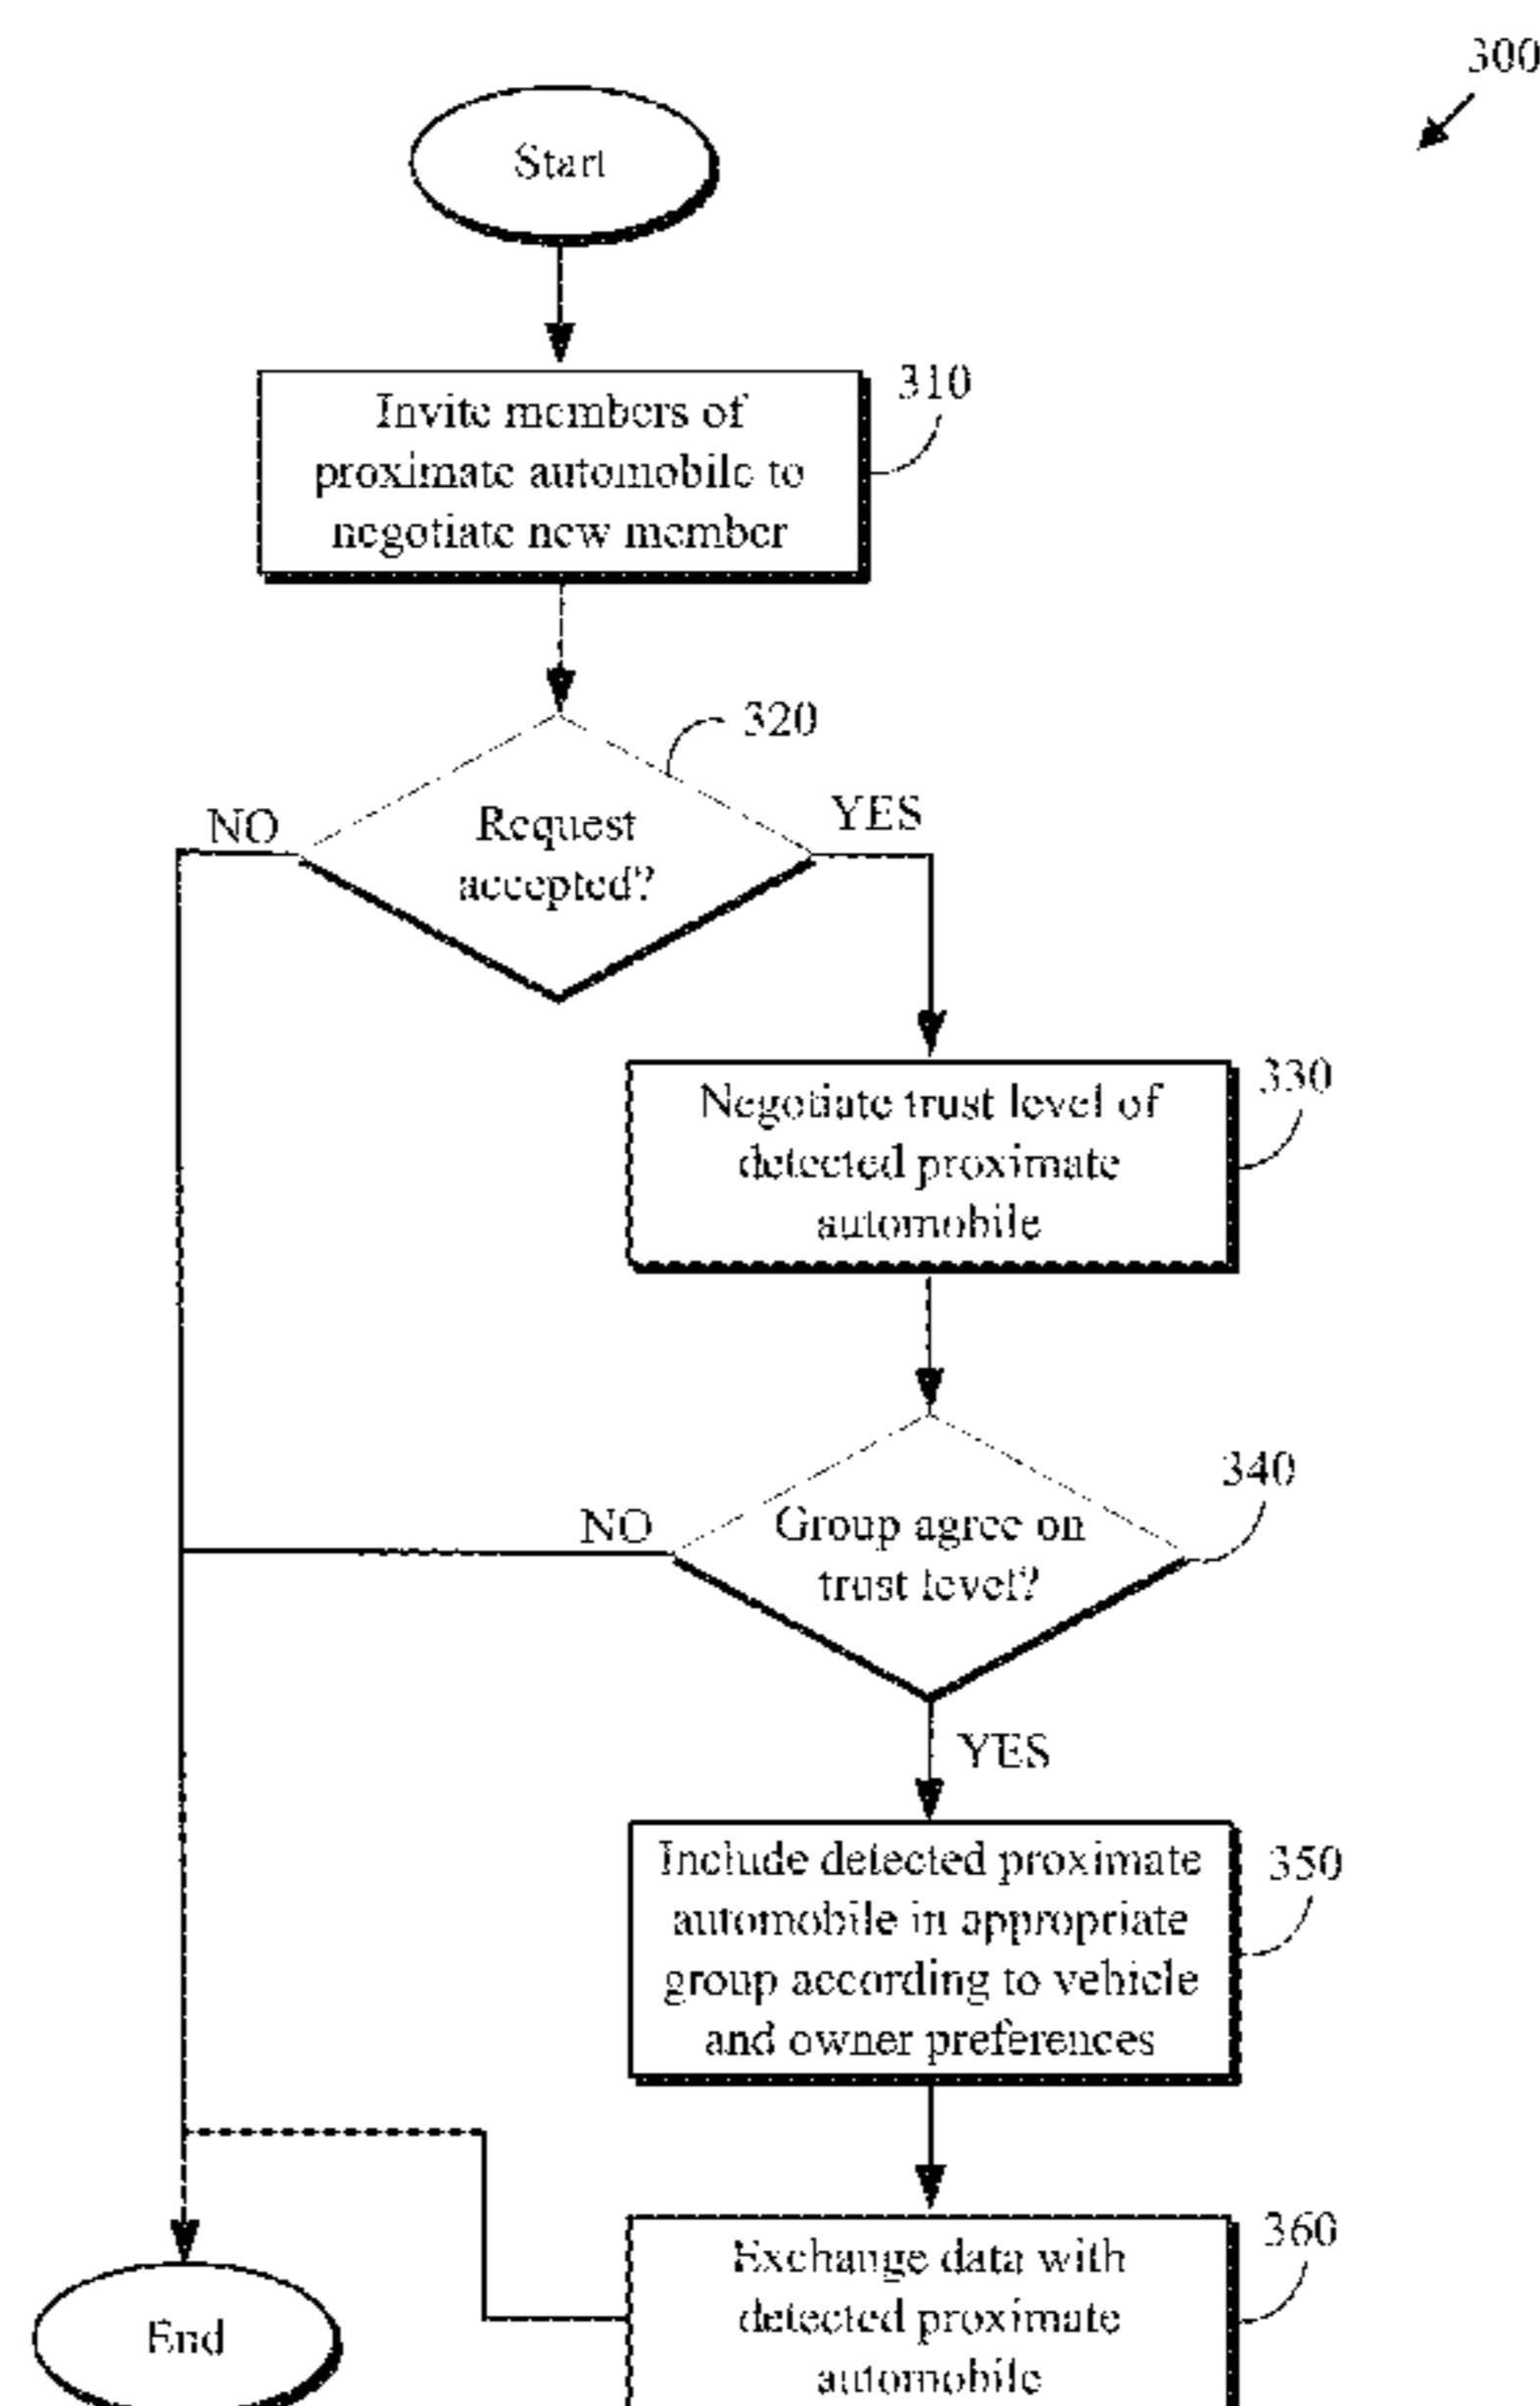 300
Start
Invite members of
proximate automobile to
negotiate new member
310
320
NO
Request
accepted?
YES
Negotiate trust level of
detected proximate
automobile
330
340
NO
Group agree on
trust level?
YES
Include detected proximate
automobile in appropriate
group according to vehicle
and owner preferences
350
360
Exchange data with
detected proximate
automobile
End